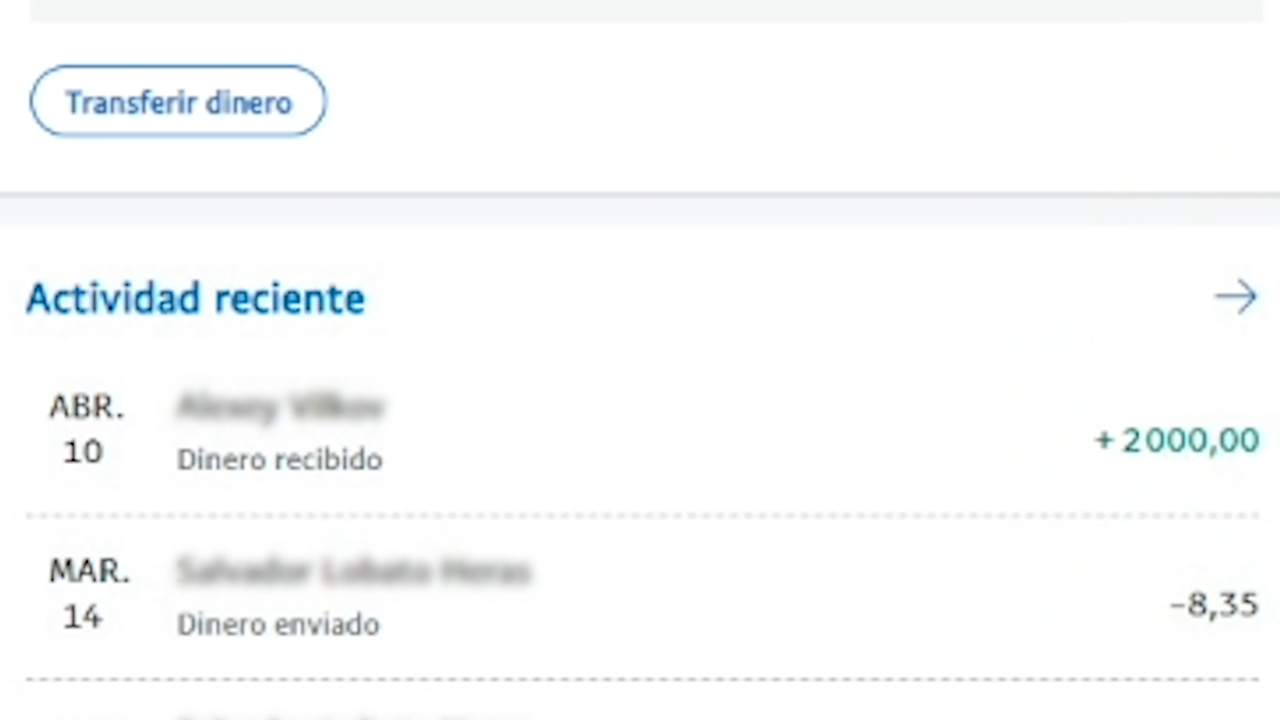 Transferir dinero
Actividad reciente
ABR.
10
Dinero recibido
+ 2000,00
MAR.
14
Dinero enviado
-8,35